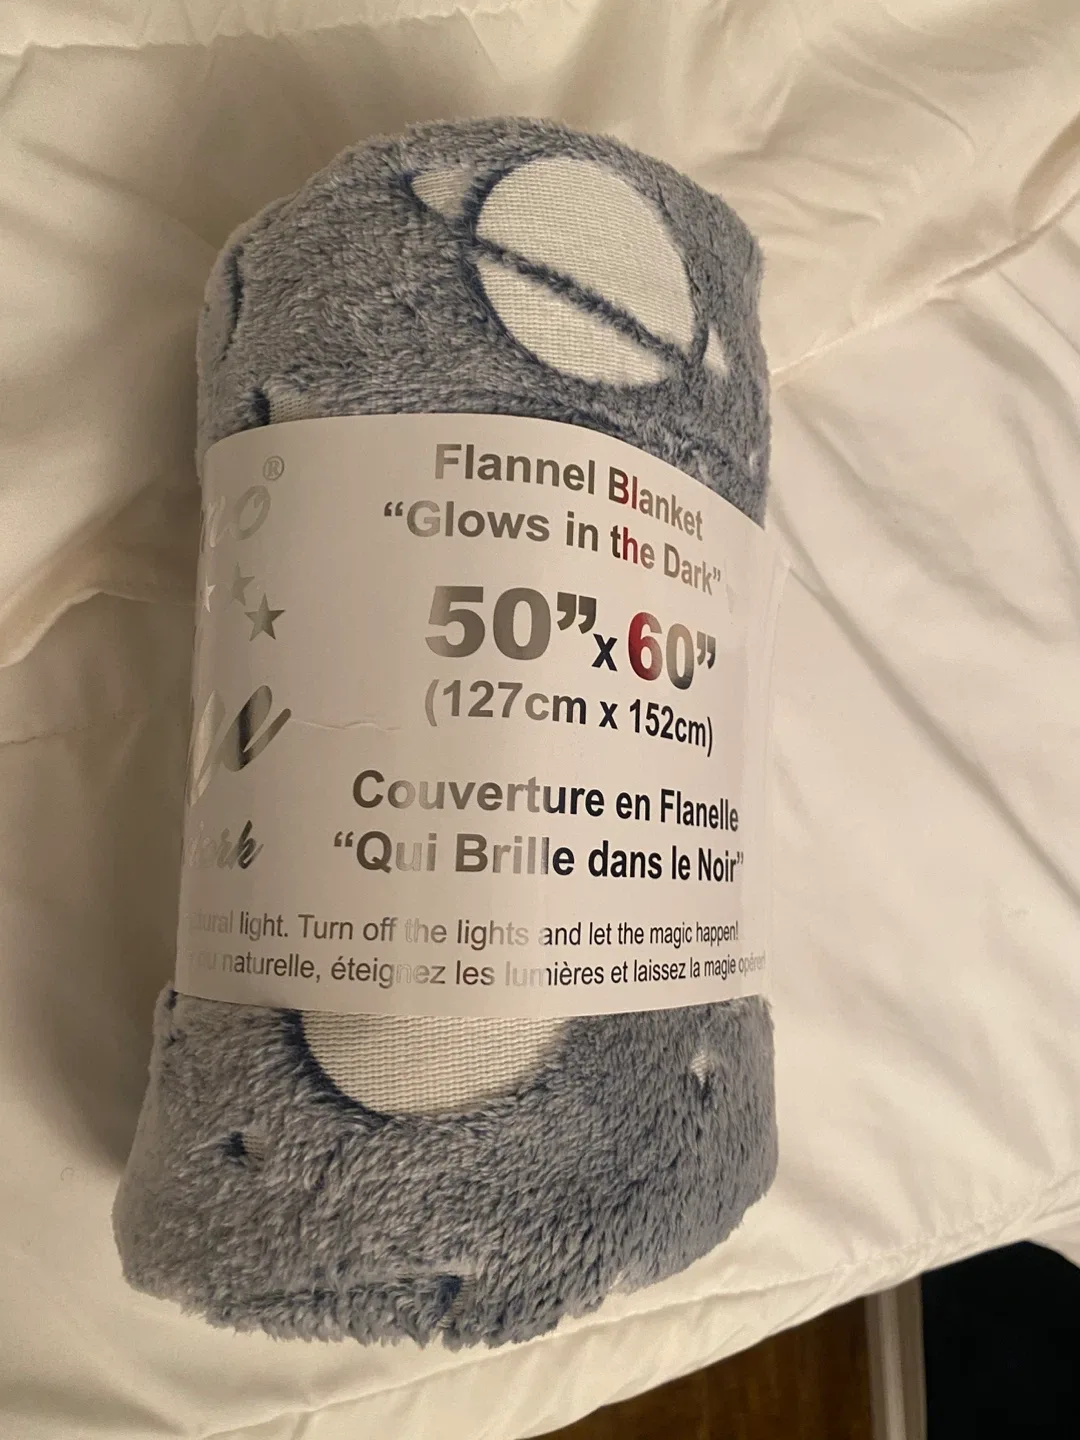 ®
Flannel Blanket
“Glows in the Dark”
50” x 60”
(127cm x 152cm)
Couverture en Flanelle
“Qui Brille dans le Noir”
light. Turn off the lights and let the magic happen!
naturelle, éteignez les lumières et laissez la magie